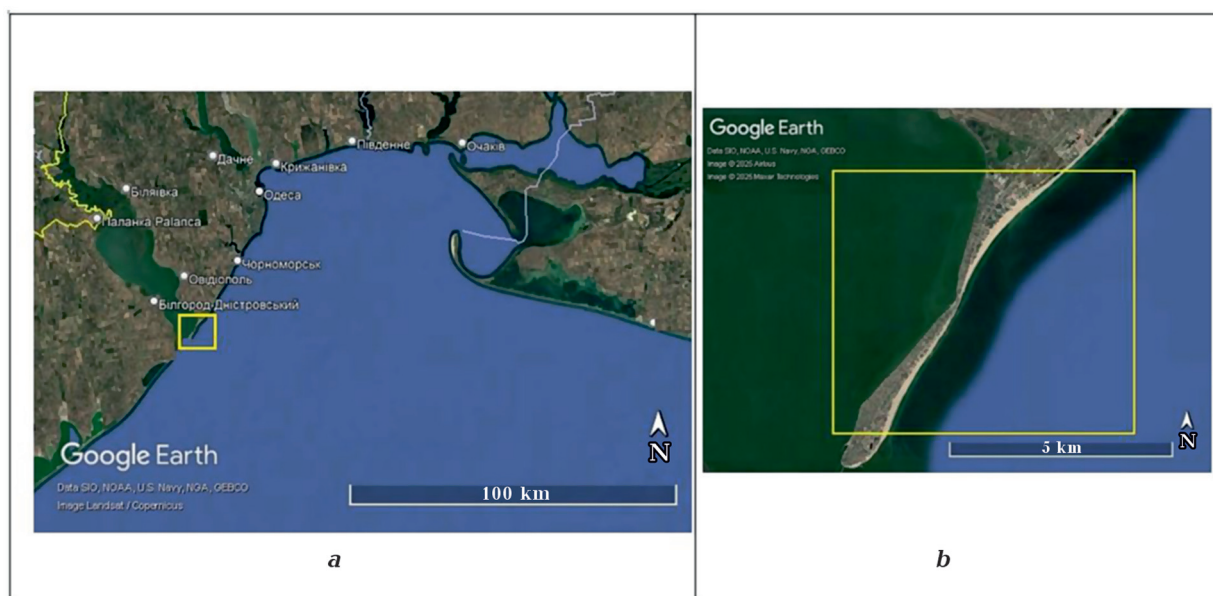 Південне
Очаків
Дачне
Крижанівка
Біляївка
Одеса
Паланка Palanca
Чорноморськ
Овідіополь
Білгород-Дністровський
N
Google Earth
Data SIO, NOAA, U.S. Navy, NGA, GEBCO
Image Landsat / Copernicus
100 km
a
Google Earth
Data SIO, NOAA, U.S. Navy, NGA, GEBCO
Image © 2025 Airbus
Image © 2025 Maxar Technologies
N
5 km
b